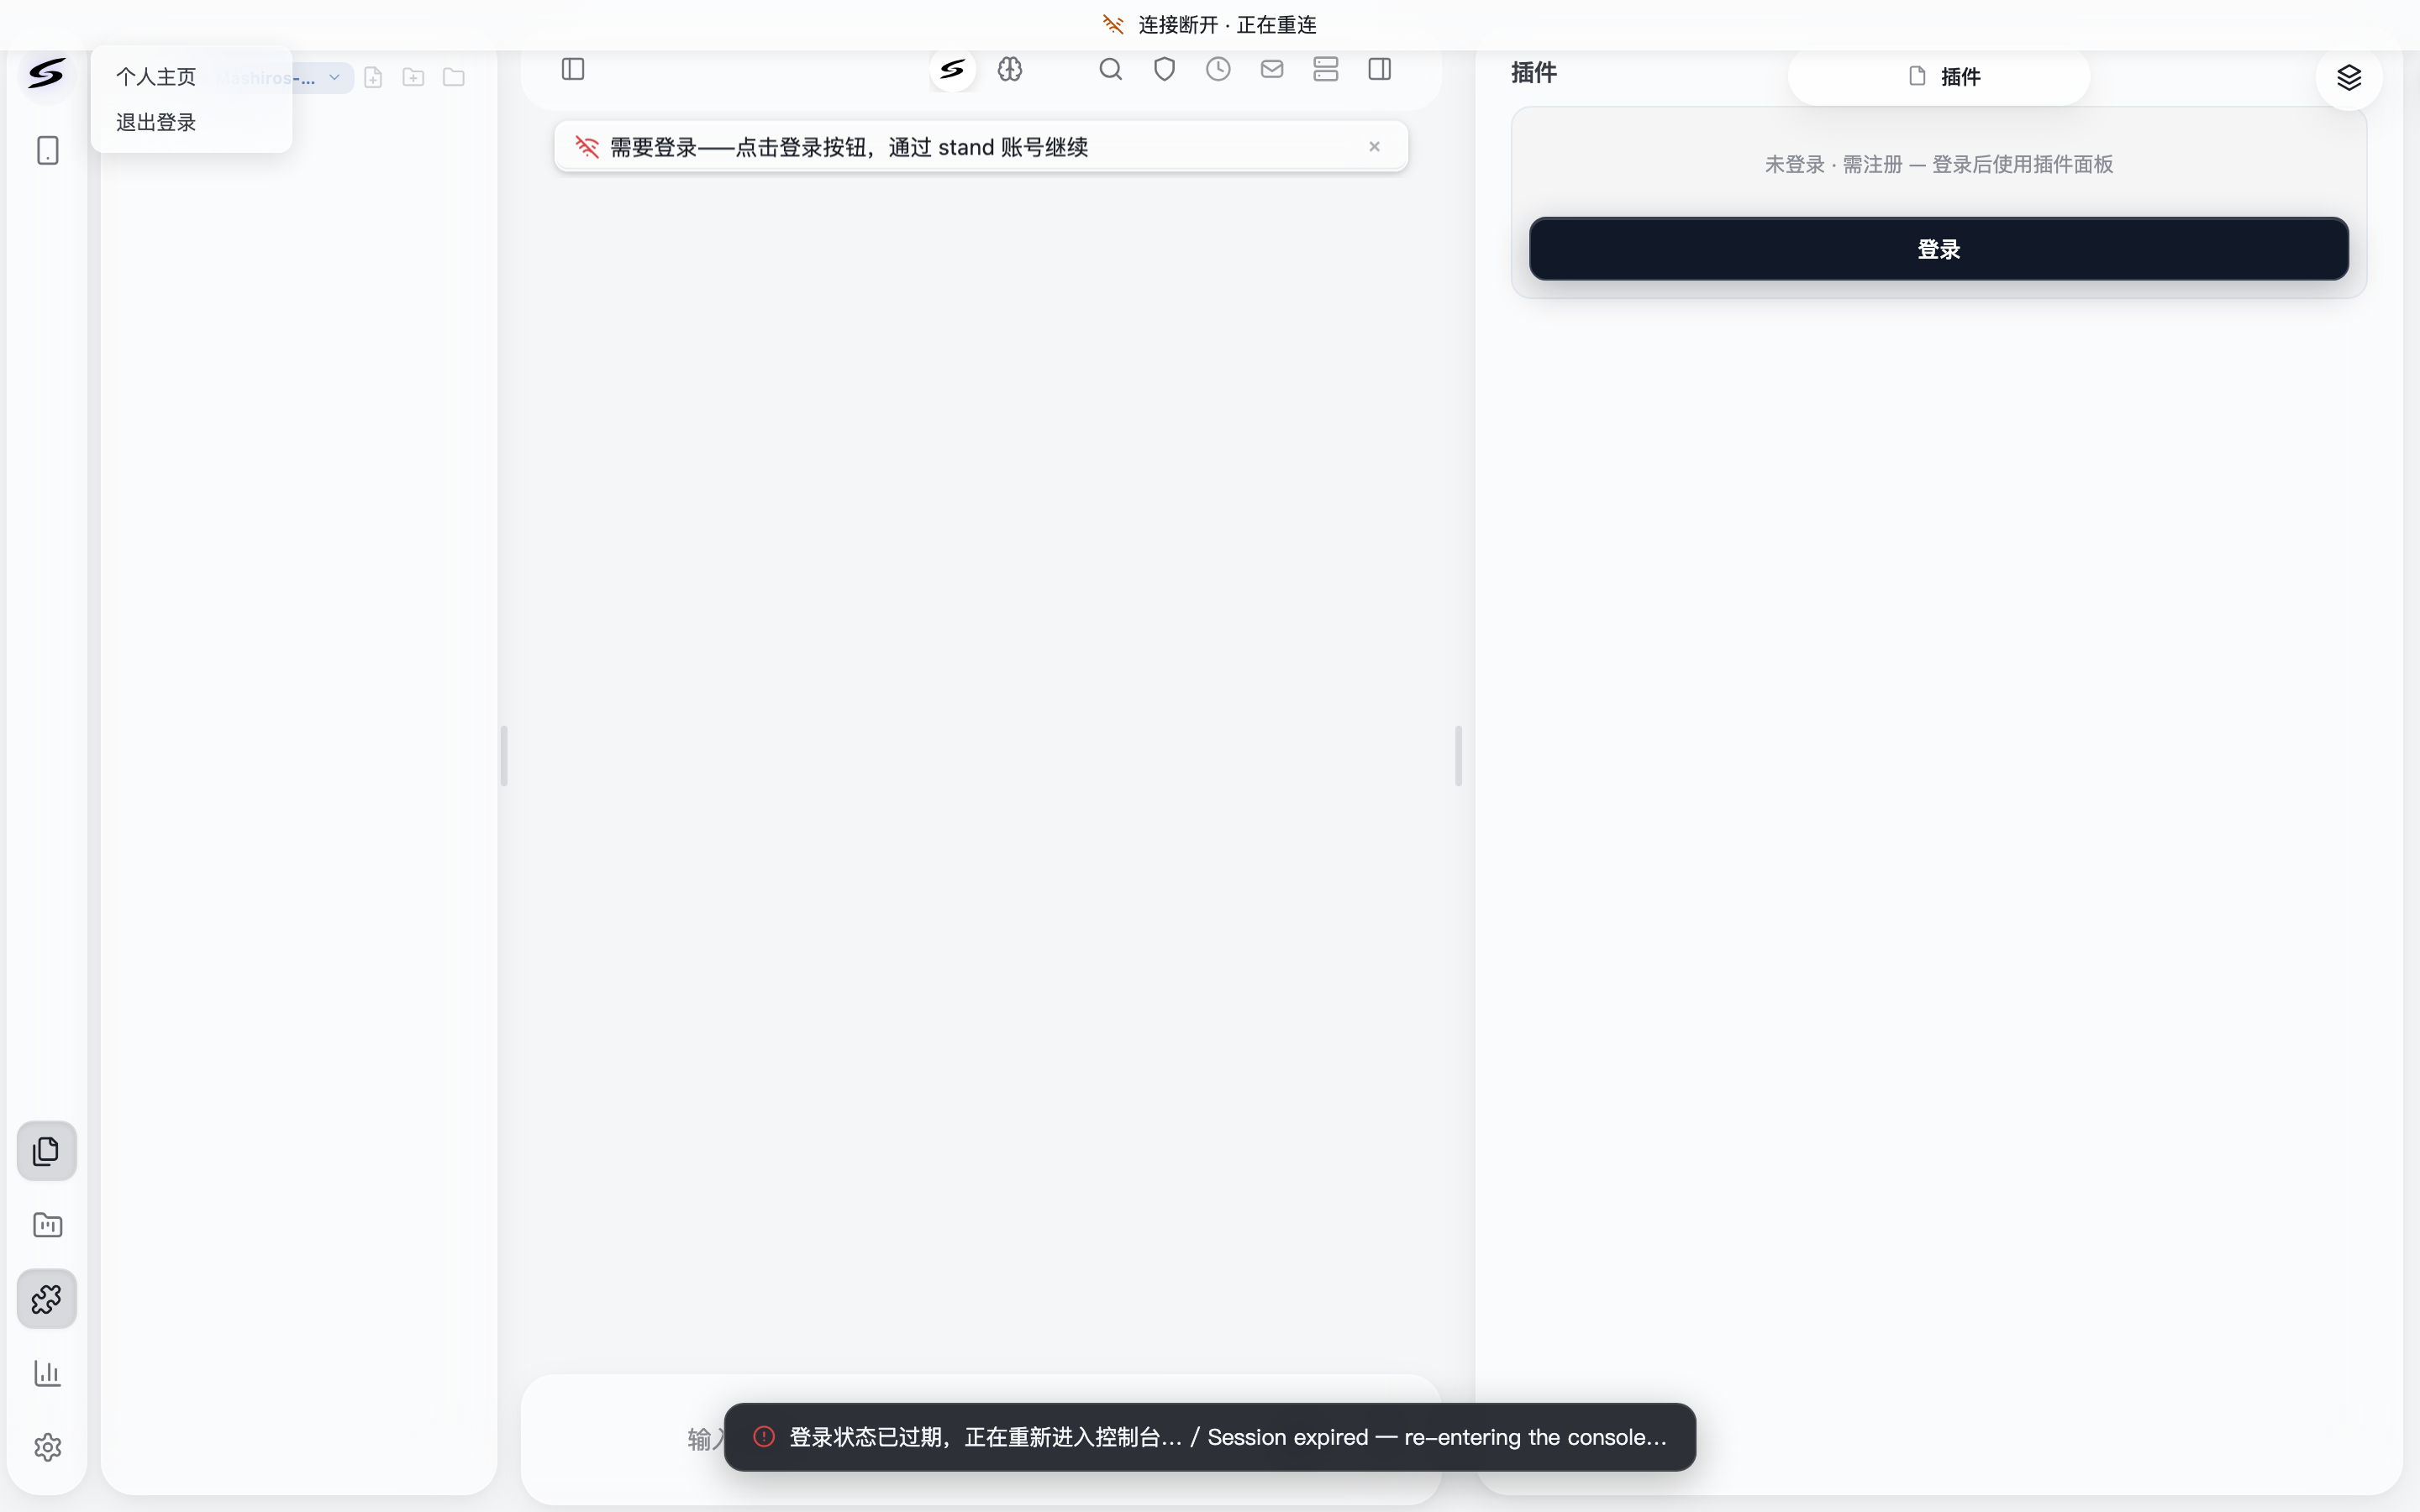 连接断开 · 正在重连
个人主页
退出登录
ashiros-...
插件
插件
需要登录——点击登录按钮，通过 stand 账号继续
×
未登录 · 需注册 — 登录后使用插件面板
登录
输入
登录状态已过期，正在重新进入控制台... / Session expired — re-entering the console...